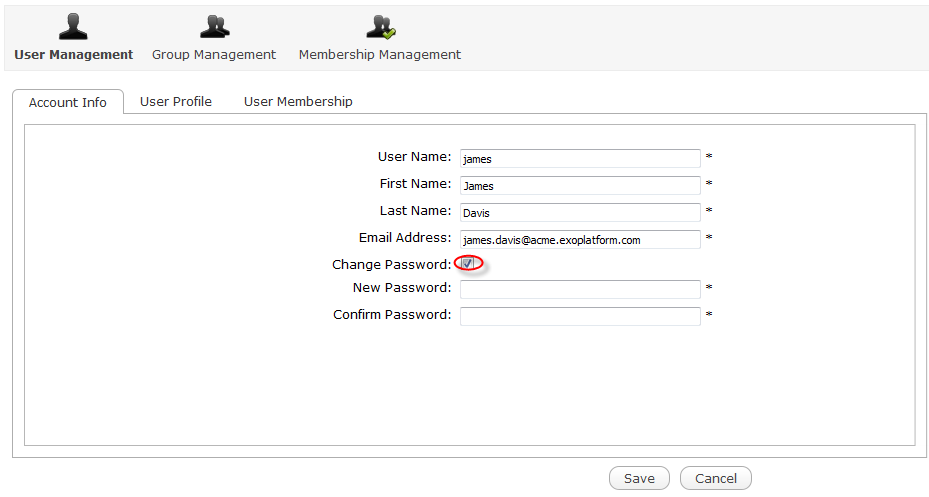 User Management Group Management Membership Management
Account Info User Profile User Membership
User Name: james *
First Name: James *
Last Name: Davis *
Email Address: james.davis@acme.exoplatform.com *
Change Password:
New Password: *
Confirm Password: *
Save Cancel